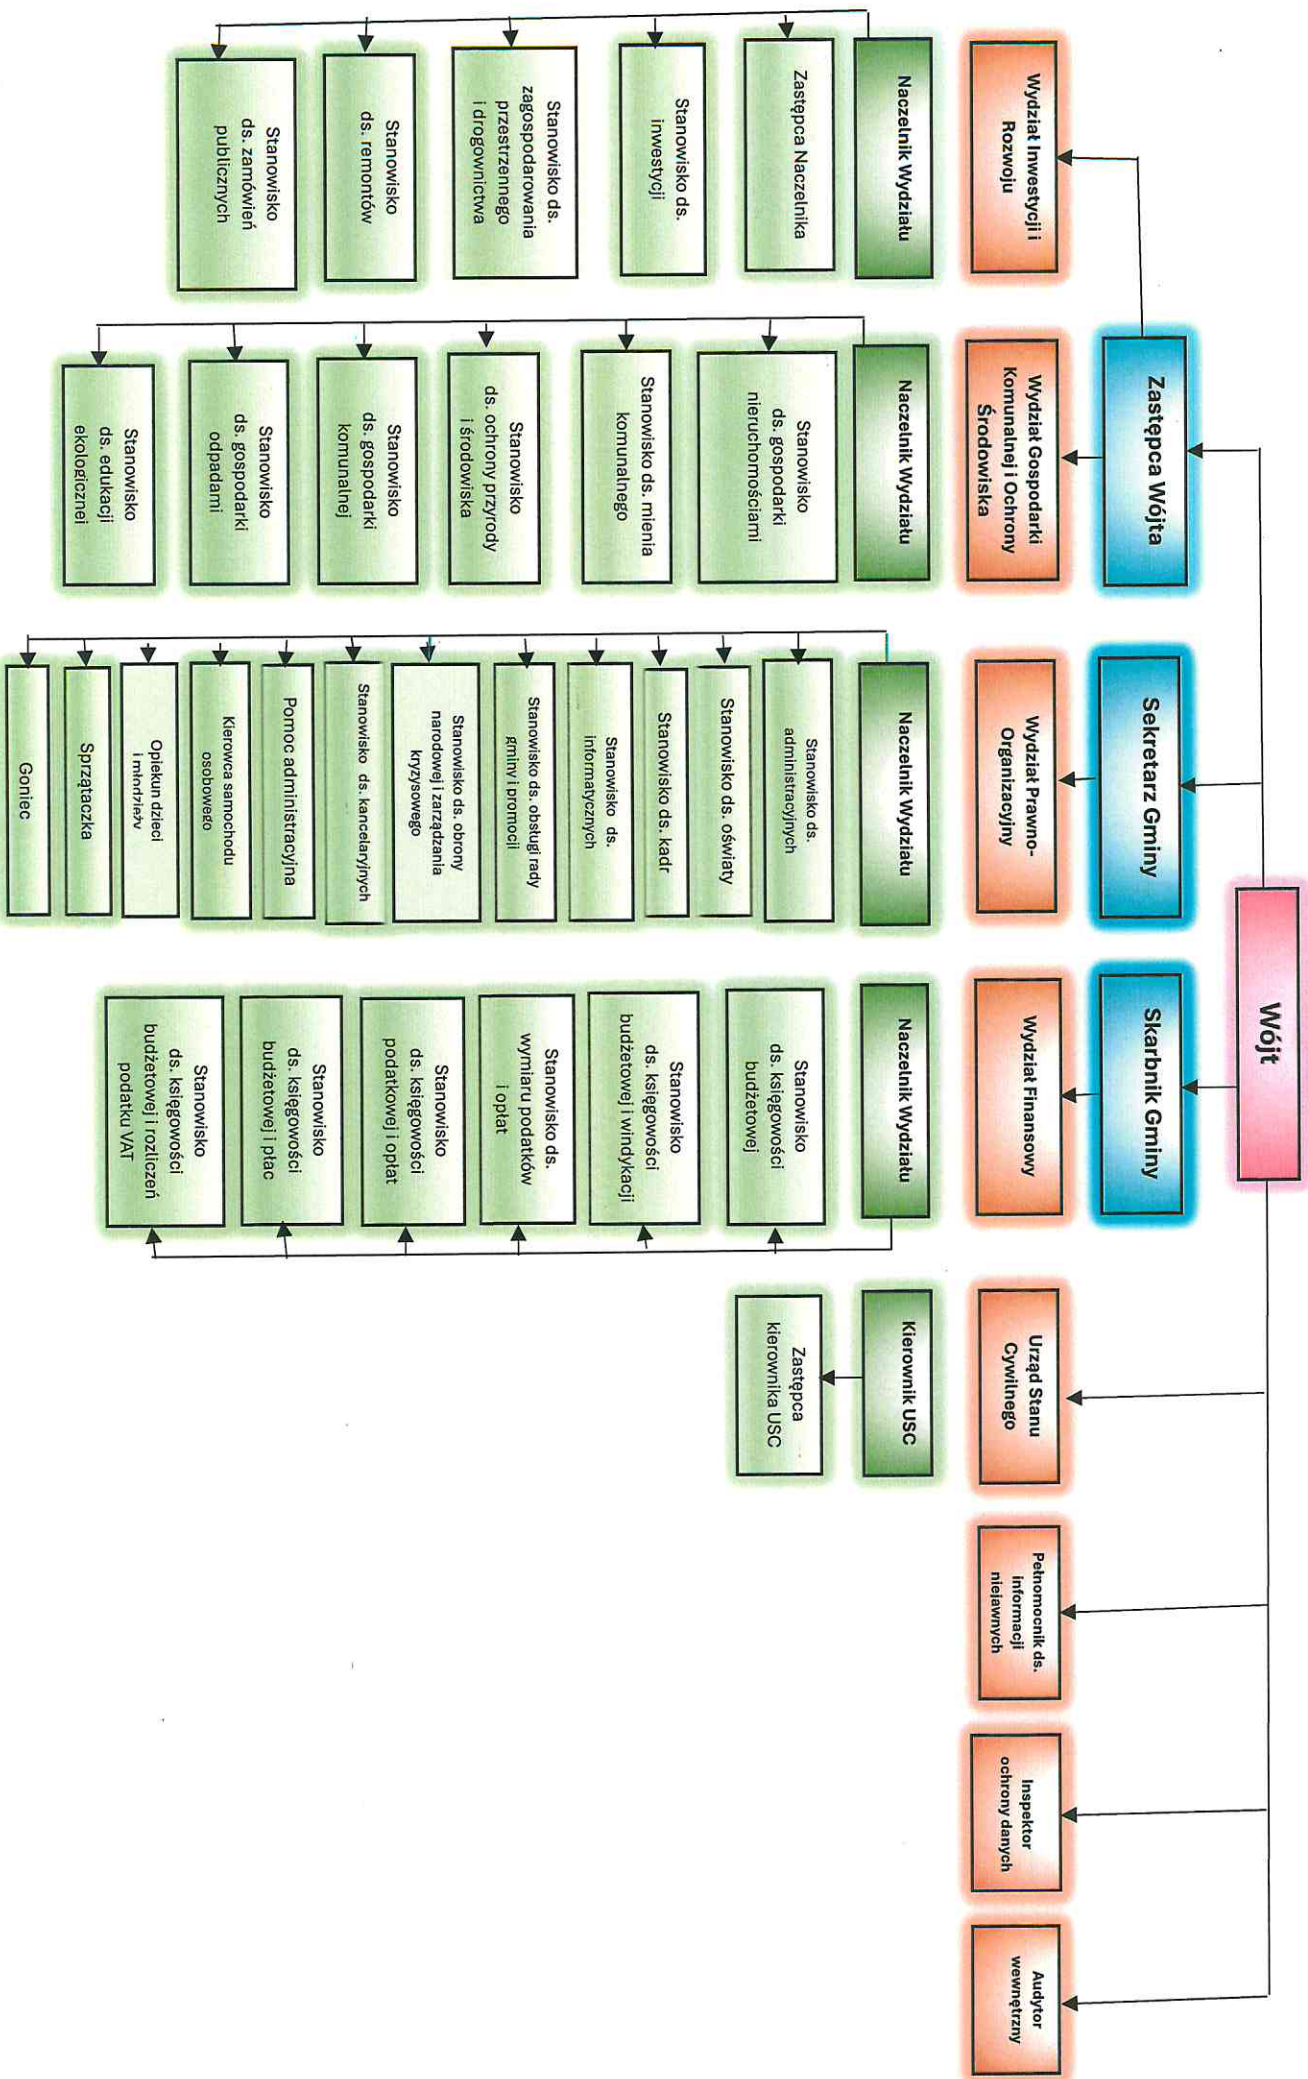 Wójt
Zastępca Wójta
Sekretarz Gminy
Skarbnik Gminy
Wydział Inwestycji i
Rozwoju
Wydział Gospodarki
Komunalnej i Ochrony
Środowiska
Wydział Prawno-
Organizacyjny
Wydział Finansowy
Urząd Stanu
Cywilnego
Pełnomocnik ds.
informacji
niejawnych
Inspektor
ochrony danych
Audytor
wewnętrzny
Naczelnik Wydziału
Zastępca Naczelnika
Stanowisko ds.
inwestycji
Stanowisko ds.
zagospodarowania
przestrzennego
i drogownictwa
Stanowisko
ds. remontów
Stanowisko
ds. zamówień
publicznych
Naczelnik Wydziału
Stanowisko
ds. gospodarki
nieruchomościami
Stanowisko ds. mienia
komunalnego
Stanowisko
ds. ochrony przyrody
i środowiska
Stanowisko
ds. gospodarki
komunalnej
Stanowisko
ds. gospodarki
odpadami
Stanowisko
ds. edukacji
ekologicznej
Naczelnik Wydziału
Stanowisko ds.
administracyjnych
Stanowisko ds. oświaty
Stanowisko ds. kadr
Stanowisko ds.
informatycznych
Stanowisko ds. obsługi rady
gminy i promocji
Stanowisko ds. obrony
narodowej i zarządzania
kryzysowego
Stanowisko ds. kancelaryjnych
Pomoc administracyjna
Kierowca samochodu
osobowego
Opiekun dzieci
i młodzieży
Sprzątaczka
Goniec
Naczelnik Wydziału
Stanowisko
ds. księgowości
budżetowej
Stanowisko
ds. księgowości
budżetowej i windykacji
Stanowisko ds.
wymiaru podatków
i opłat
Stanowisko
ds. księgowości
podatkowej i opłat
Stanowisko
ds. księgowości
budżetowej i płac
Stanowisko
ds. księgowości
budżetowej i rozliczeń
podatku VAT
Kierownik USC
Zastępca
kierownika USC